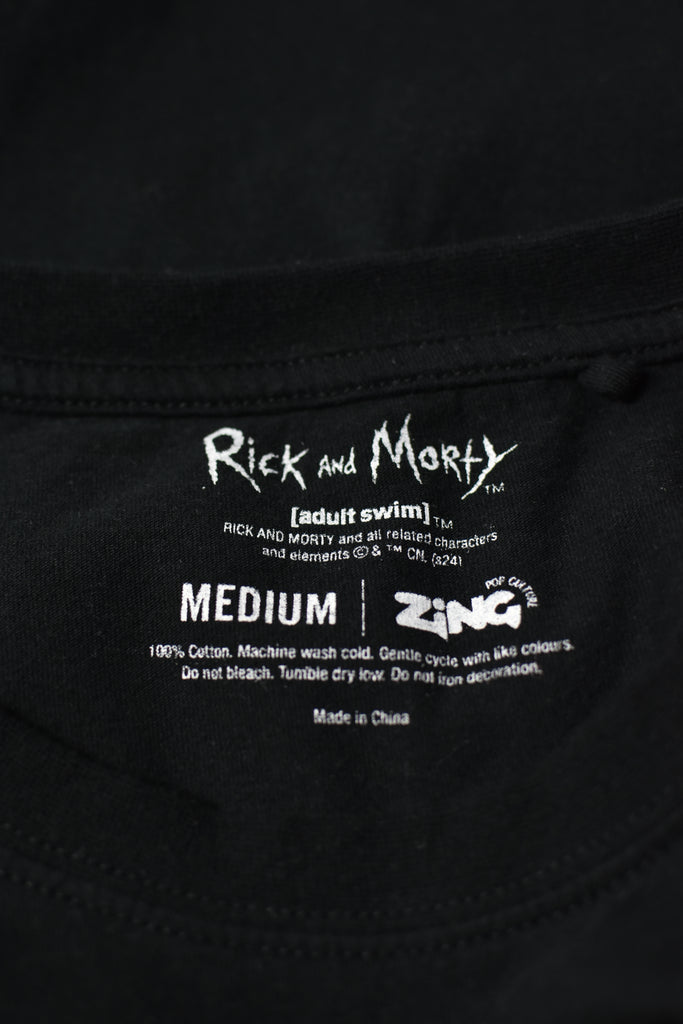 Rick and Morty™
[adult swim]™
RICK AND MORTY and all related characters
and elements © & ™ CN. (s24)
MEDIUM | ZiNG POP CULTURE
100% Cotton. Machine wash cold. Gentle cycle with like colours.
Do not bleach. Tumble dry low. Do not iron decoration.
Made in China